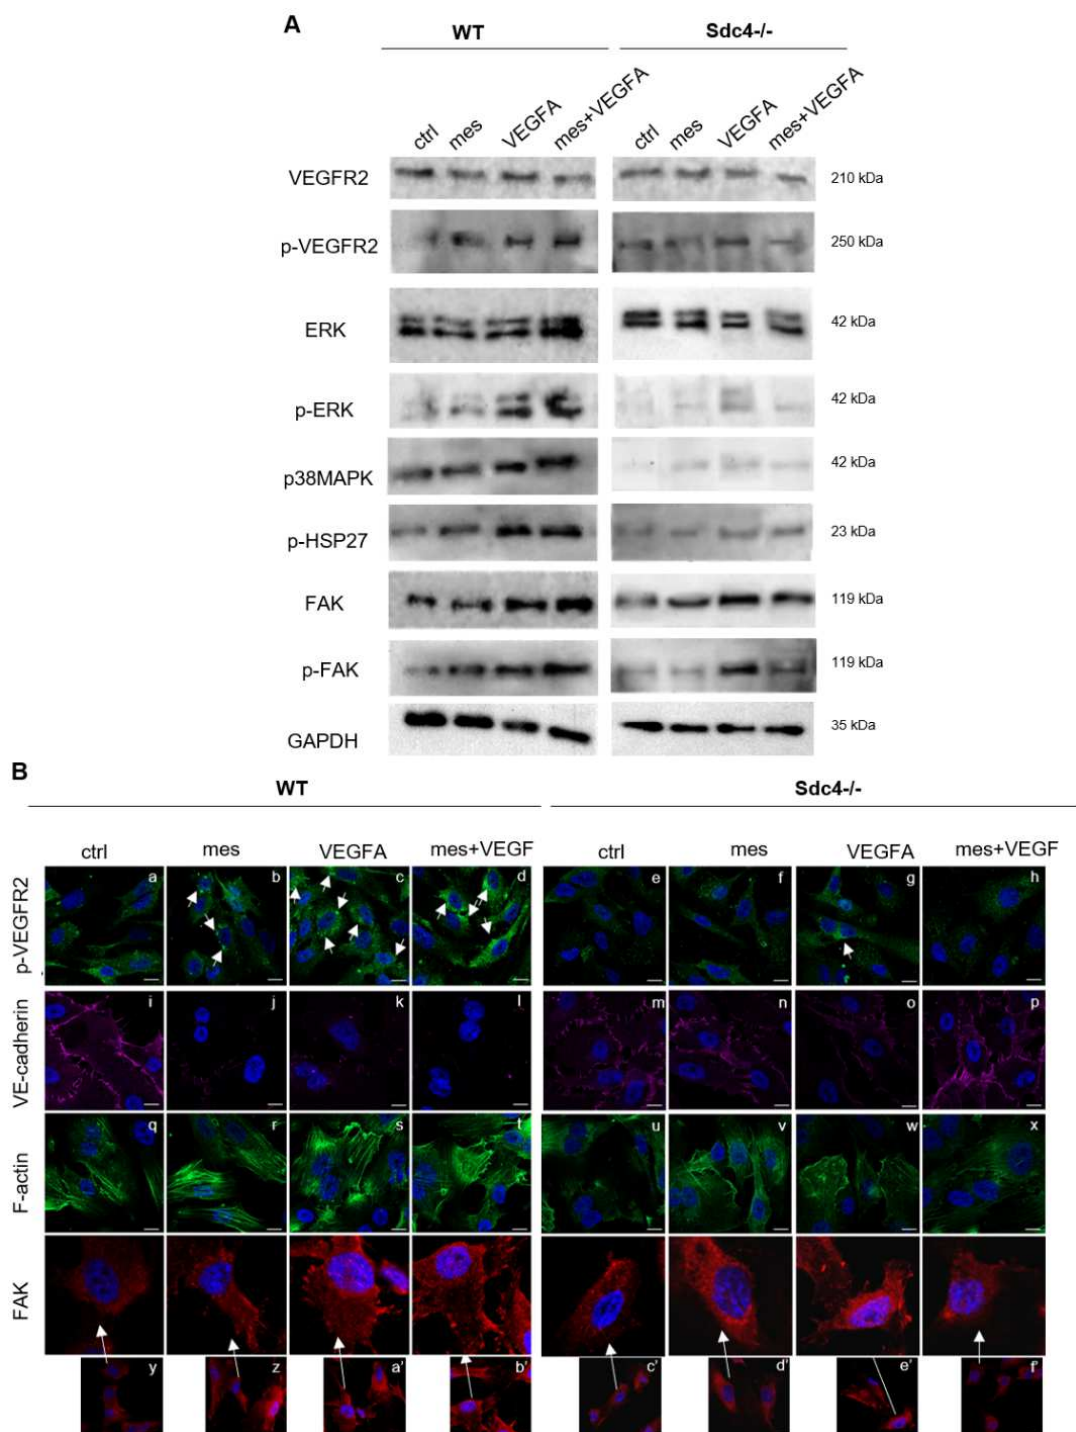 A
WT Sdc4-/-
ctrl mes VEGFA mes+VEGFA ctrl mes VEGFA mes+VEGFA
VEGFR2 210 kDa
p-VEGFR2 250 kDa
ERK 42 kDa
p-ERK 42 kDa
p38MAPK 42 kDa
p-HSP27 23 kDa
FAK 119 kDa
p-FAK 119 kDa
GAPDH 35 kDa
B
WT Sdc4-/-
ctrl mes VEGFA mes+VEGF ctrl mes VEGFA mes+VEGF
p-VEGFR2 a b c d e f g h
VE-cadherin i j k l m n o p
F-actin q r s t u v w x
FAK
y z a' b' c' d' e' f'